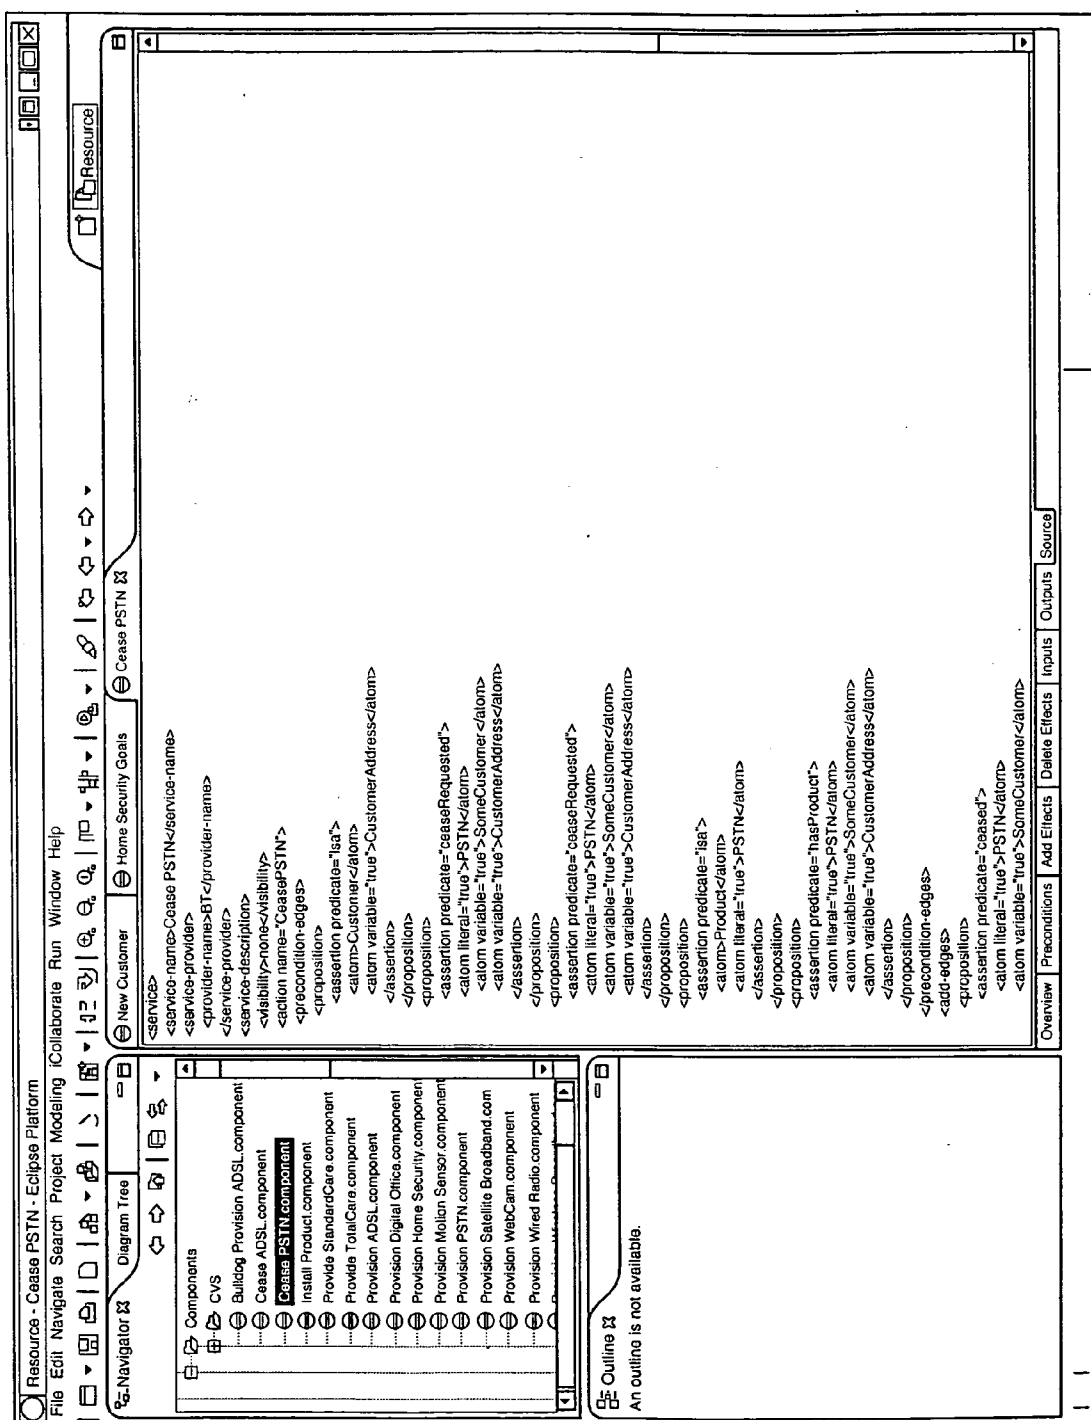 Resource - Cease PSTN - Eclipse Platform
File Edit Navigate Search Project Modeling iCollaborate Run Window Help
Resource
Navigator
Diagram Tree
Components
CVS
Bulldog Provision ADSL.component
Cease ADSL.component
Cease PSTN.component
Install Product.component
Provide StandardCare.component
Provide TotalCare.component
Provision ADSL.component
Provision Digital Office.component
Provision Home Security.component
Provision Motion Sensor.component
Provision PSTN.component
Provision Satellite Broadband.com
Provision WebCam.component
Provision Wired Radio.component
Outline
An outline is not available.
New Customer
Home Security Goals
Cease PSTN
<service>
<service-name>Cease PSTN</service-name>
<service-provider>
<provider-name>BT</provider-name>
</service-provider>
<service-description>
<visibility>none</visibility>
<action name="CeasePSTN">
<precondition-edges>
<proposition>
<assertion predicate="isa">
<atom>Customer</atom>
<atom variable="true">CustomerAddress</atom>
</assertion>
</proposition>
<proposition>
<assertion predicate="ceaseRequested">
<atom literal="true">PSTN</atom>
<atom variable="true">SomeCustomer</atom>
<atom variable="true">CustomerAddress</atom>
</assertion>
</proposition>
<proposition>
<assertion predicate="ceaseRequested">
<atom literal="true">PSTN</atom>
<atom variable="true">SomeCustomer</atom>
<atom variable="true">CustomerAddress</atom>
</assertion>
</proposition>
<proposition>
<assertion predicate="isa">
<atom>Product</atom>
<atom literal="true">PSTN</atom>
</assertion>
</proposition>
<proposition>
<assertion predicate="hasProduct">
<atom literal="true">PSTN</atom>
<atom variable="true">SomeCustomer</atom>
<atom variable="true">CustomerAddress</atom>
</assertion>
</proposition>
</precondition-edges>
<add-edges>
<proposition>
<assertion predicate="ceased">
<atom literal="true">PSTN</atom>
<atom variable="true">SomeCustomer</atom>
Overview Preconditions Add Effects Delete Effects Inputs Outputs Source